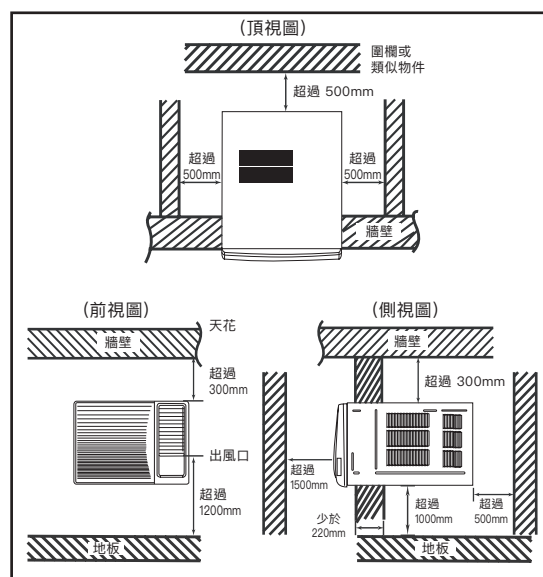 (頂視圖)
圍欄或
類似物件
超過 500mm
超過
500mm
超過
500mm
牆壁
(前視圖)
天花
牆壁
超過
300mm
出風口
超過
1200mm
地板
(側視圖)
牆壁
超過 300mm
超過
1500mm
少於
220mm
超過
1000mm
超過
500mm
地板